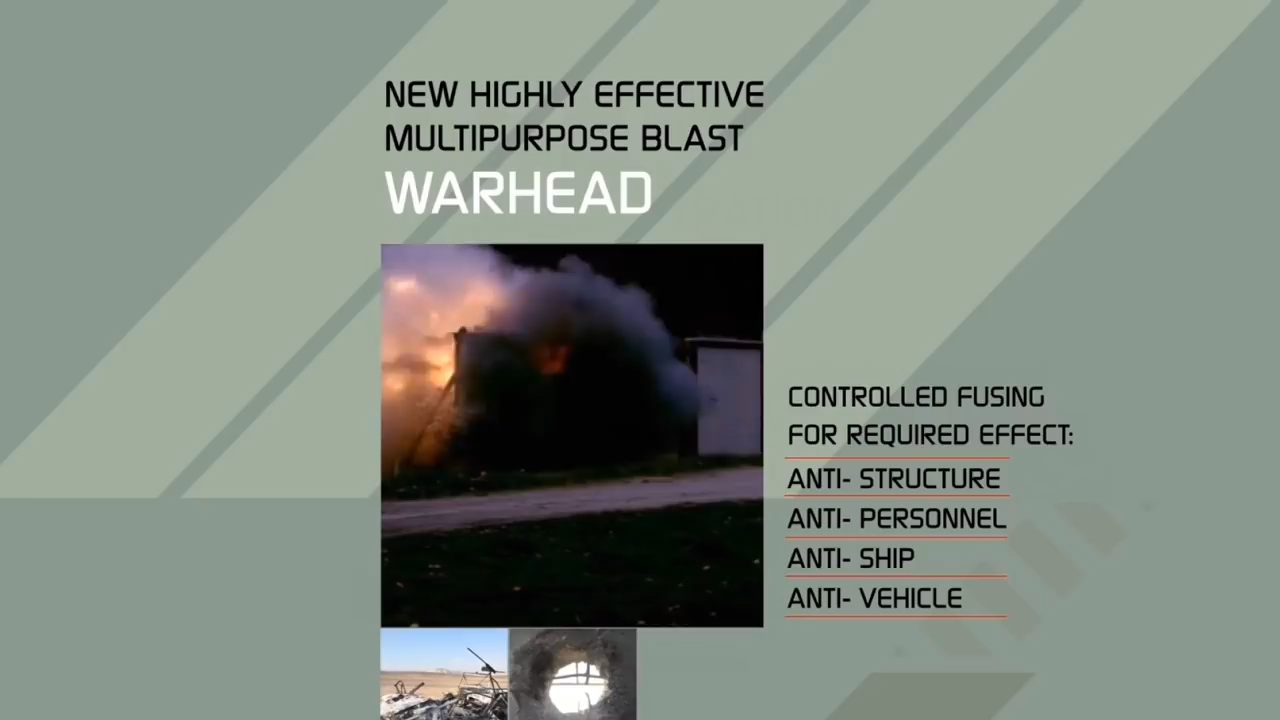 NEW HIGHLY EFFECTIVE
MULTIPURPOSE BLAST
WARHEAD
CONTROLLED FUSING
FOR REQUIRED EFFECT:
ANTI- STRUCTURE
ANTI- PERSONNEL
ANTI- SHIP
ANTI- VEHICLE